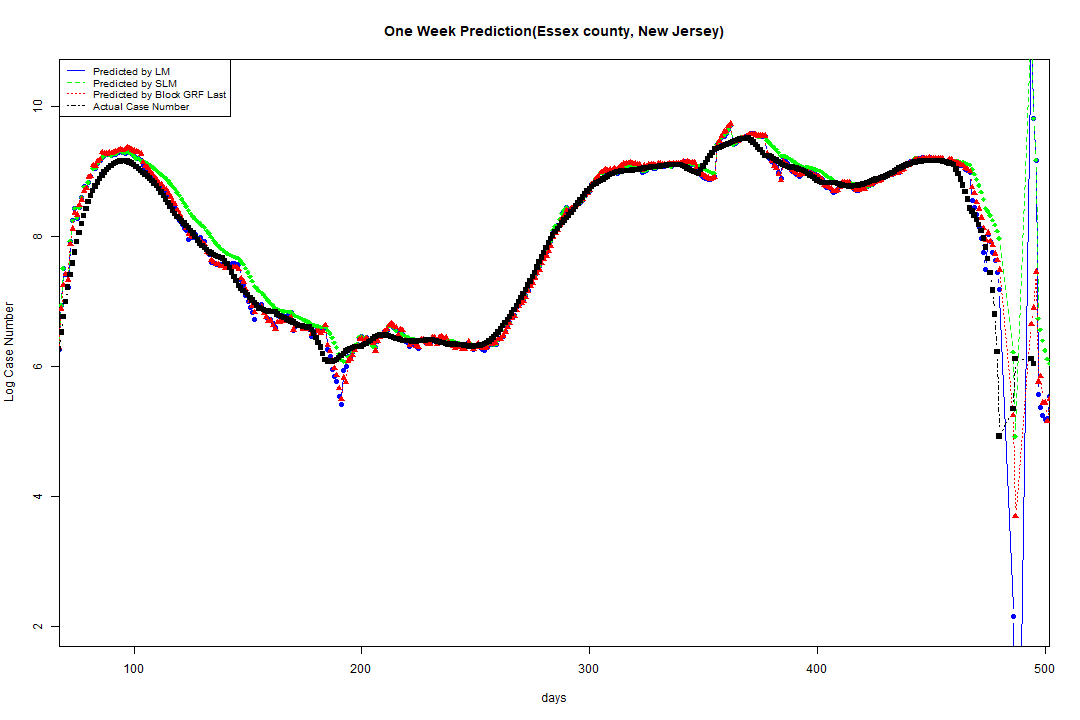 One Week Prediction(Essex county, New Jersey)
Predicted by LM
Predicted by SLM
Predicted by Block GRF Last
Actual Case Number
10
8
6
4
2
Log Case Number
100 200 300 400 500
days